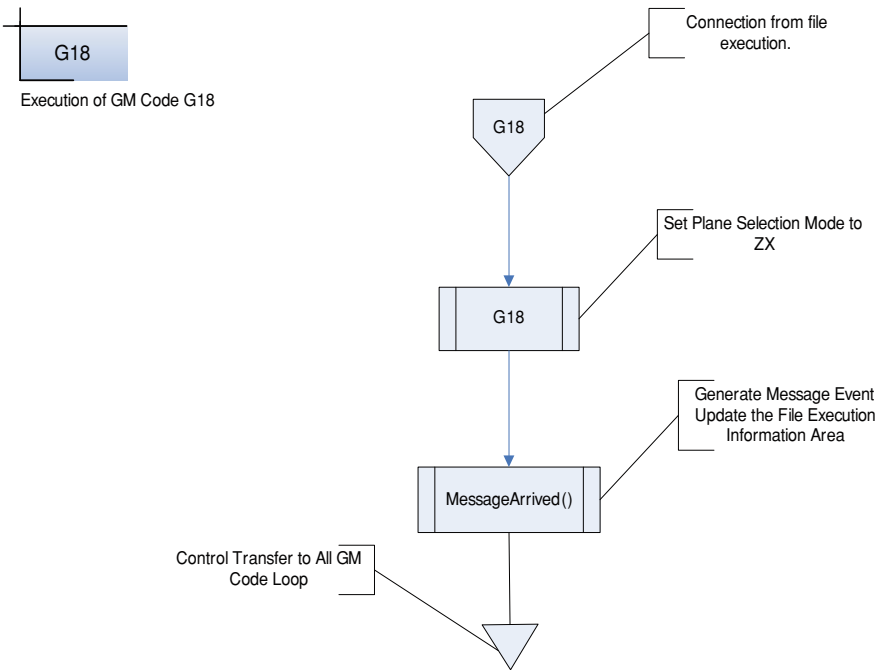 G18
Execution of GM Code G18
Connection from file
execution.
G18
Set Plane Selection Mode to
ZX
G18
Generate Message Event
Update the File Execution
Information Area
MessageArrived()
Control Transfer to All GM
Code Loop